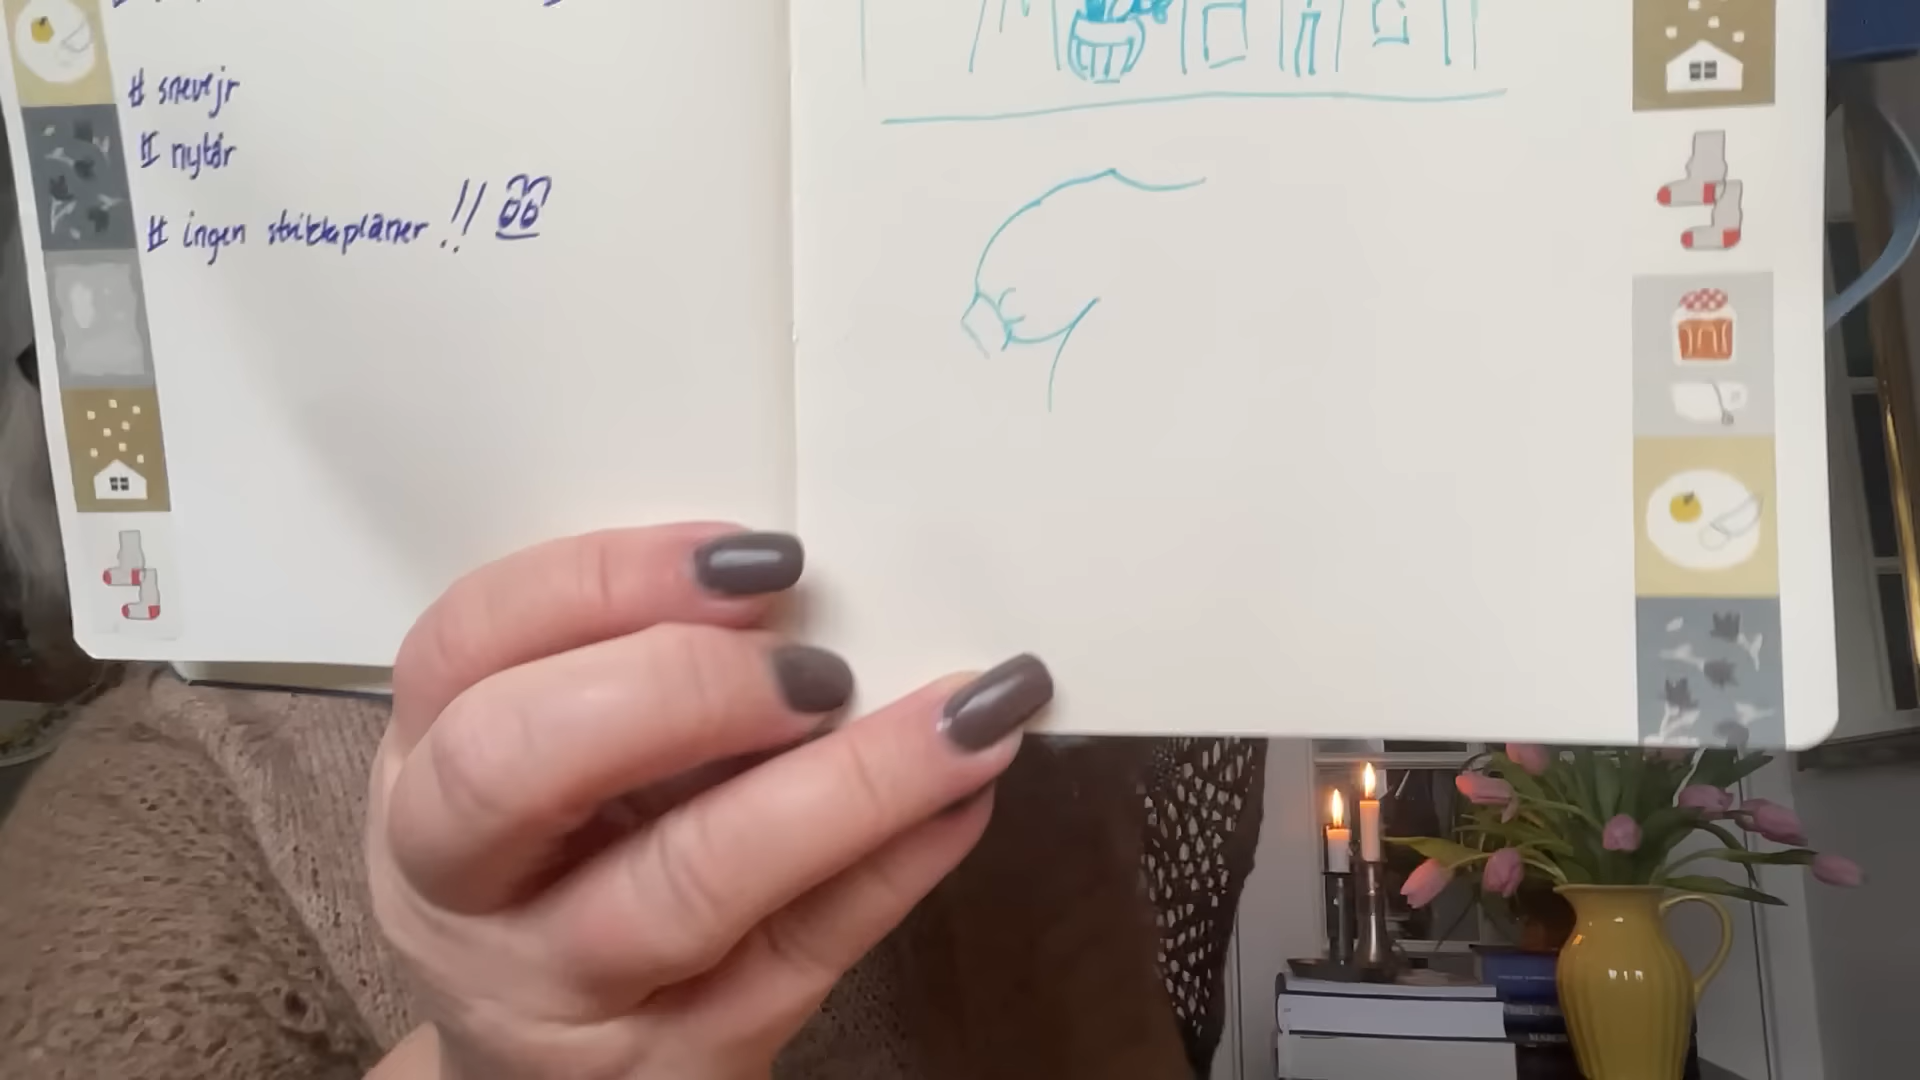 # snevejr
# nytår
# ingen strikkeplaner !!